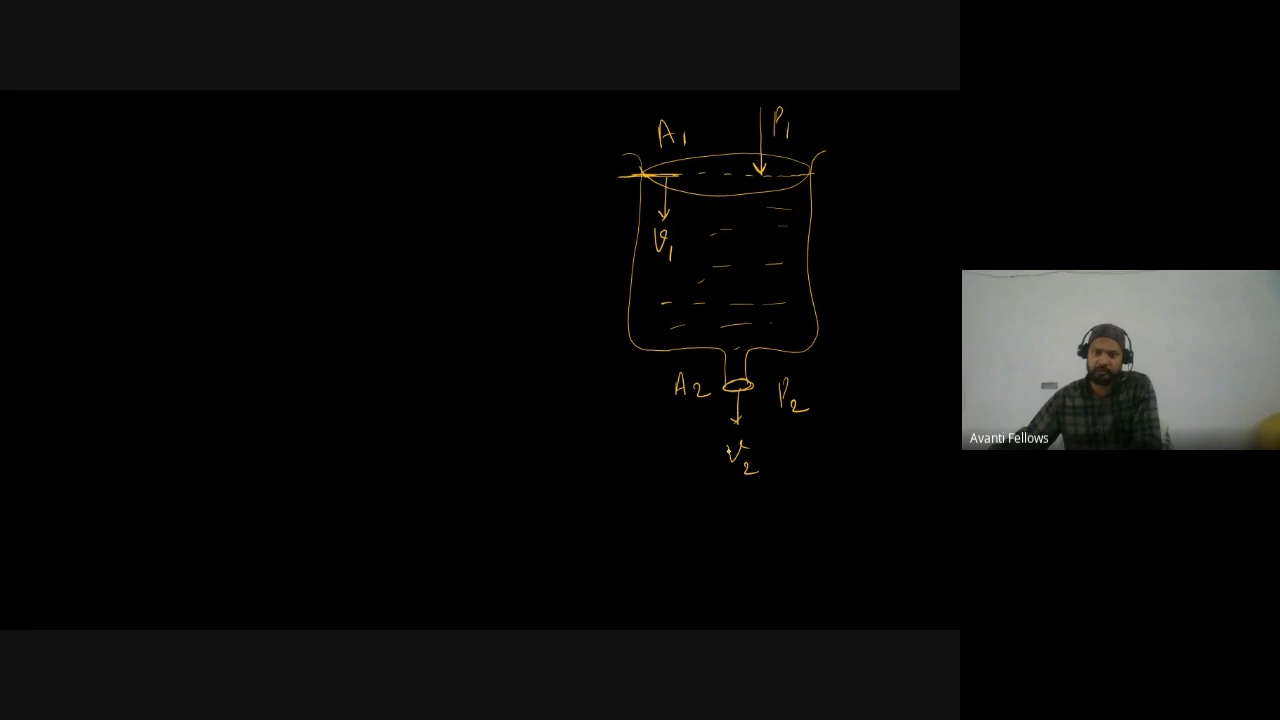 A₁ P₁
v₁
A₂ P₂
v₂
Avanti Fellows